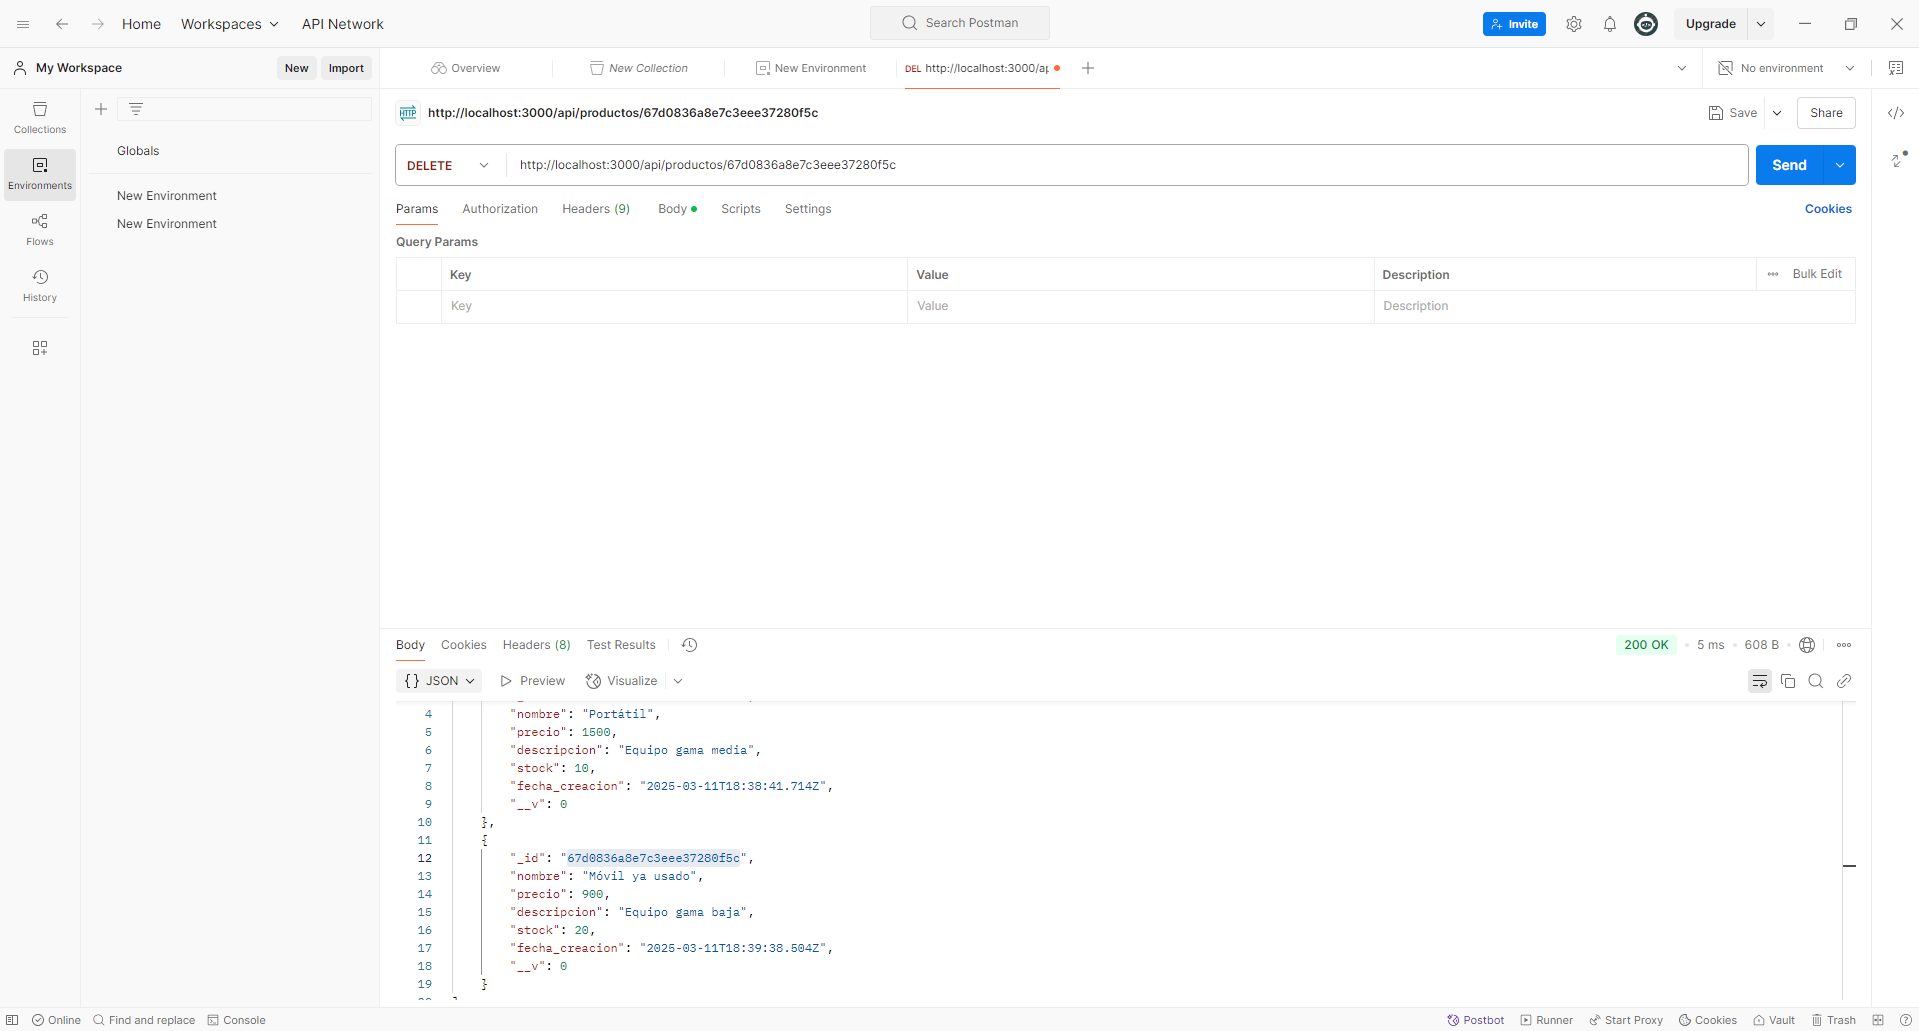 Home Workspaces API Network Search Postman Invite Upgrade
My Workspace New Import Overview New Collection New Environment DEL http://localhost:3000/ap No environment
Collections
Environments
Flows
History
Globals
New Environment
New Environment
HTTP http://localhost:3000/api/productos/67d0836a8e7c3eee37280f5c Save Share
DELETE http://localhost:3000/api/productos/67d0836a8e7c3eee37280f5c Send
Params Authorization Headers (9) Body Scripts Settings Cookies
Query Params
Key Value Description Bulk Edit
Key Value Description
Body Cookies Headers (8) Test Results 200 OK 5 ms 608 B
{} JSON Preview Visualize
4 "nombre": "Portátil",
5 "precio": 1500,
6 "descripcion": "Equipo gama media",
7 "stock": 10,
8 "fecha_creacion": "2025-03-11T18:38:41.714Z",
9 "__v": 0
10 },
11 {
12 "_id": "67d0836a8e7c3eee37280f5c",
13 "nombre": "Móvil ya usado",
14 "precio": 900,
15 "descripcion": "Equipo gama baja",
16 "stock": 20,
17 "fecha_creacion": "2025-03-11T18:39:38.504Z",
18 "__v": 0
19 }
Online Find and replace Console Postbot Runner Start Proxy Cookies Vault Trash